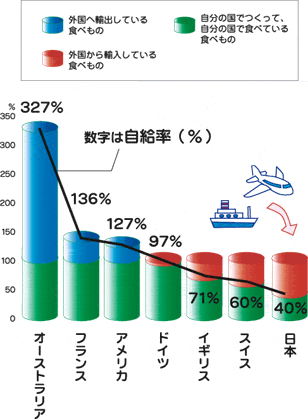 外国へ輸出している
食べもの
自分の国でつくって、
自分の国で食べている
食べもの
外国から輸入している
食べもの
%
350
300
250
200
150
100
50
0
327%
数字は自給率(%)
136%
127%
97%
71%
60%
40%
オーストラリア
フランス
アメリカ
ドイツ
イギリス
スイス
日本